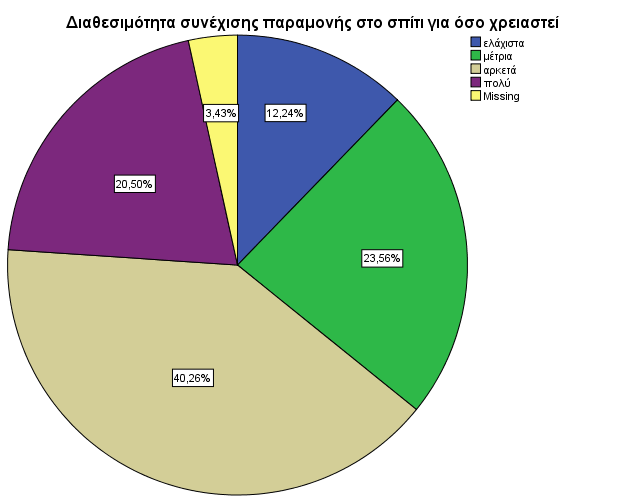 Διαθεσιμότητα συνέχισης παραμονής στο σπίτι για όσο χρειαστεί
ελάχιστα
μέτρια
αρκετά
πολύ
Missing
3,43%
12,24%
20,50%
23,56%
40,26%